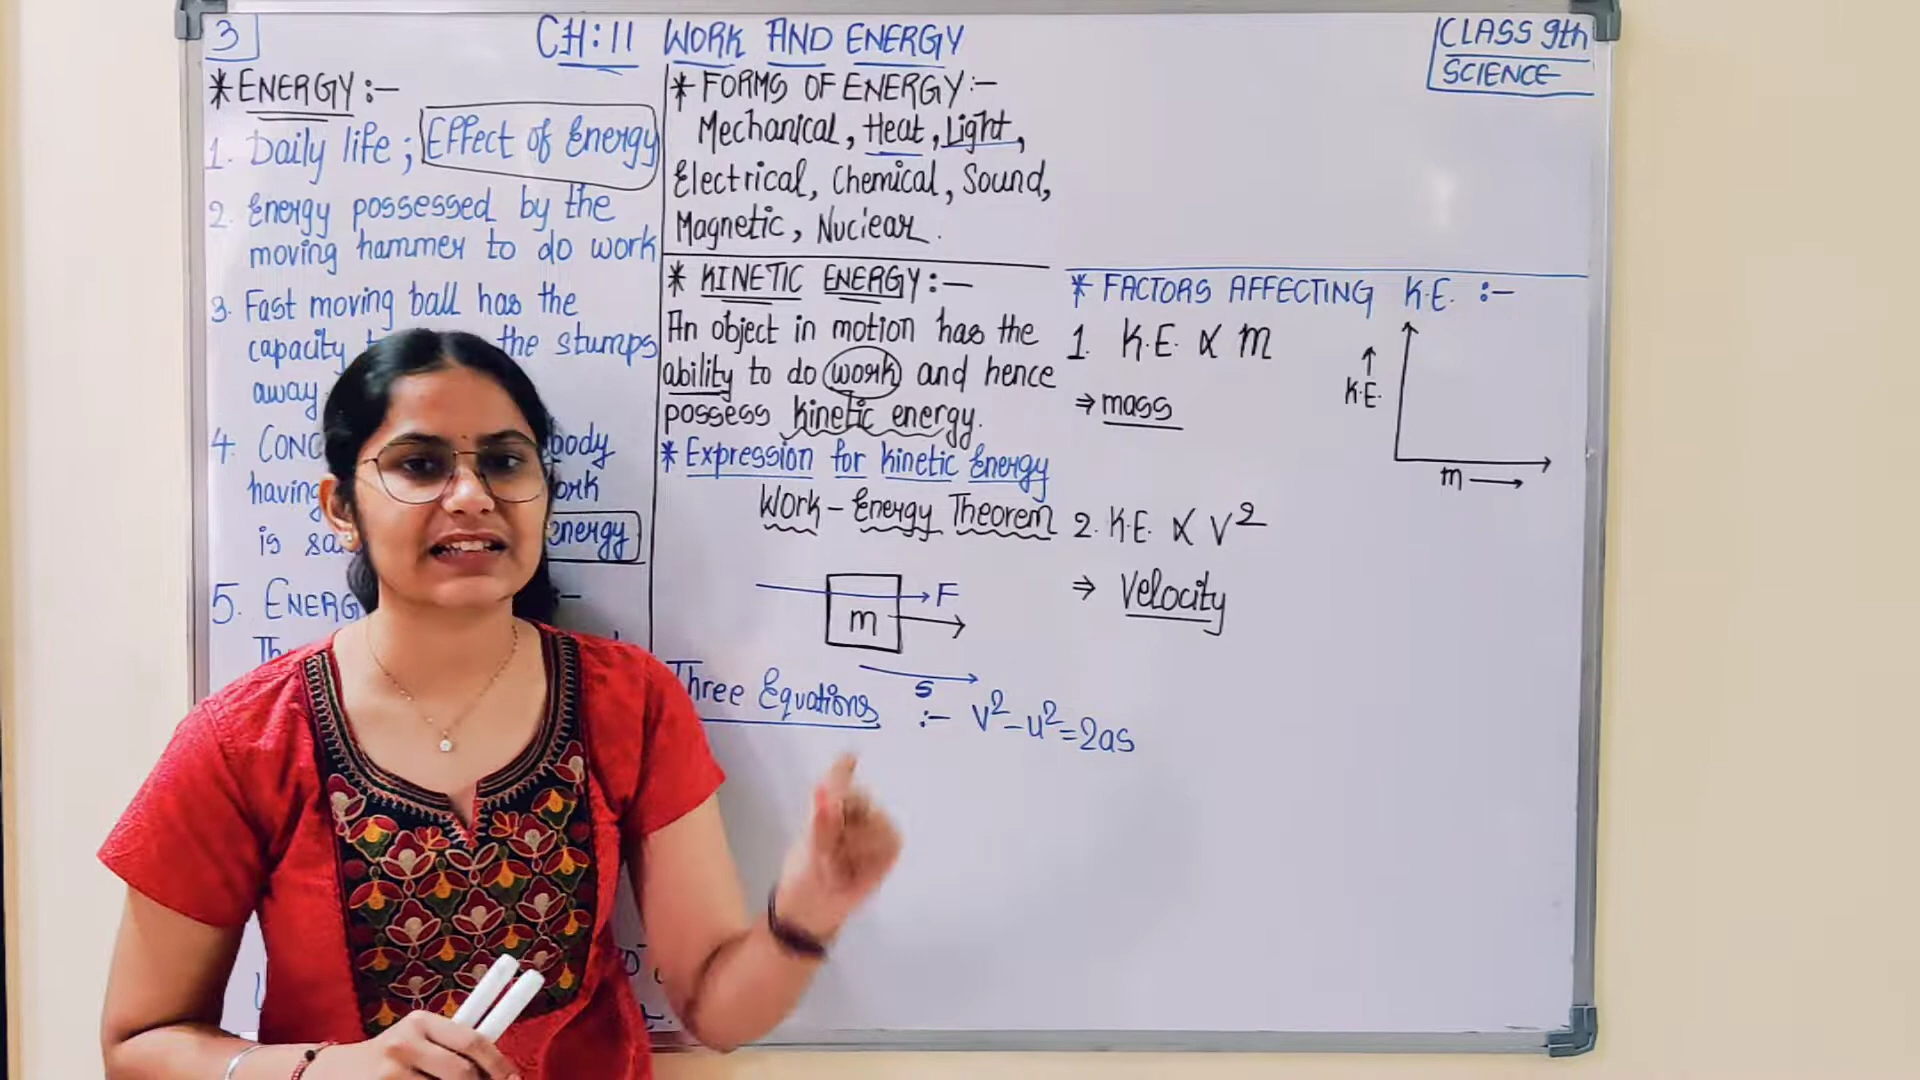 3
CH:11 WORK AND ENERGY
CLASS 9th
SCIENCE
* ENERGY :-
1. Daily life ; Effect of Energy
2. Energy possessed by the
moving hammer to do work
3. Fast moving ball has the
capacity the stumps
away
4. body
having
is energy
5.
* FORMS OF ENERGY :-
Mechanical, Heat, Light,
Electrical, Chemical, Sound,
Magnetic, Nuclear.
* KINETIC ENERGY :-
An object in motion has the
ability to do work and hence
possess kinetic energy.
* Expression for kinetic Energy
Work - Energy Theorem
F
m
s
Three Equations :- v²-u²=2as
* FACTORS AFFECTING K.E. :-
1. K.E. ∝ m
⇒ mass
K.E.
m
2. K.E. ∝ v²
⇒ Velocity